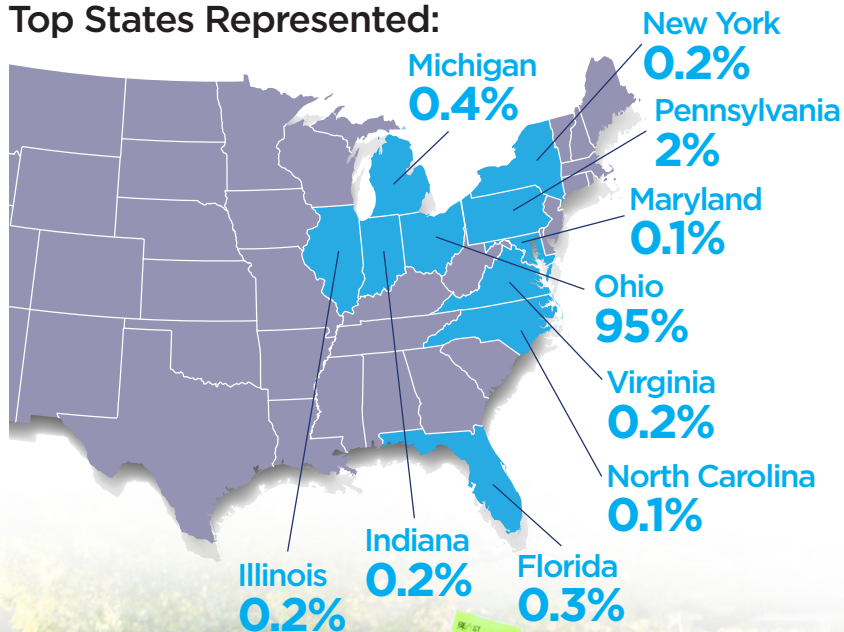 Top States Represented:
New York
0.2%
Michigan
0.4%
Pennsylvania
2%
Maryland
0.1%
Ohio
95%
Virginia
0.2%
North Carolina
0.1%
Indiana
0.2%
Florida
0.3%
Illinois
0.2%